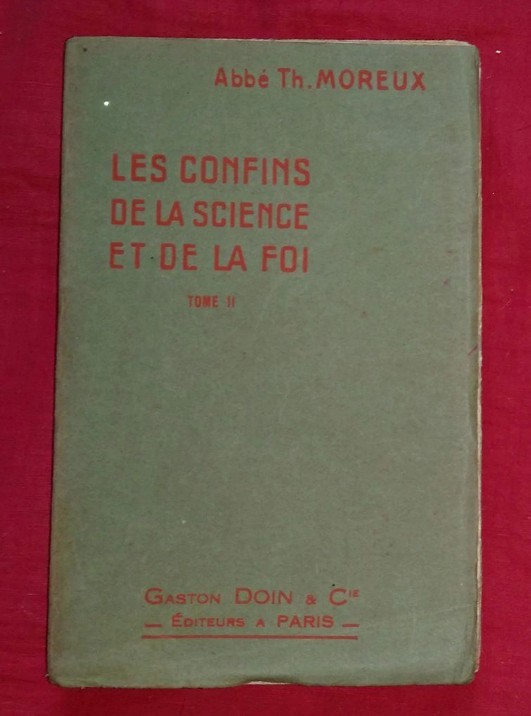 Abbé Th. MOREUX
LES CONFINS
DE LA SCIENCE
ET DE LA FOI
TOME II
GASTON DOIN & CIE
— ÉDITEURS A PARIS —